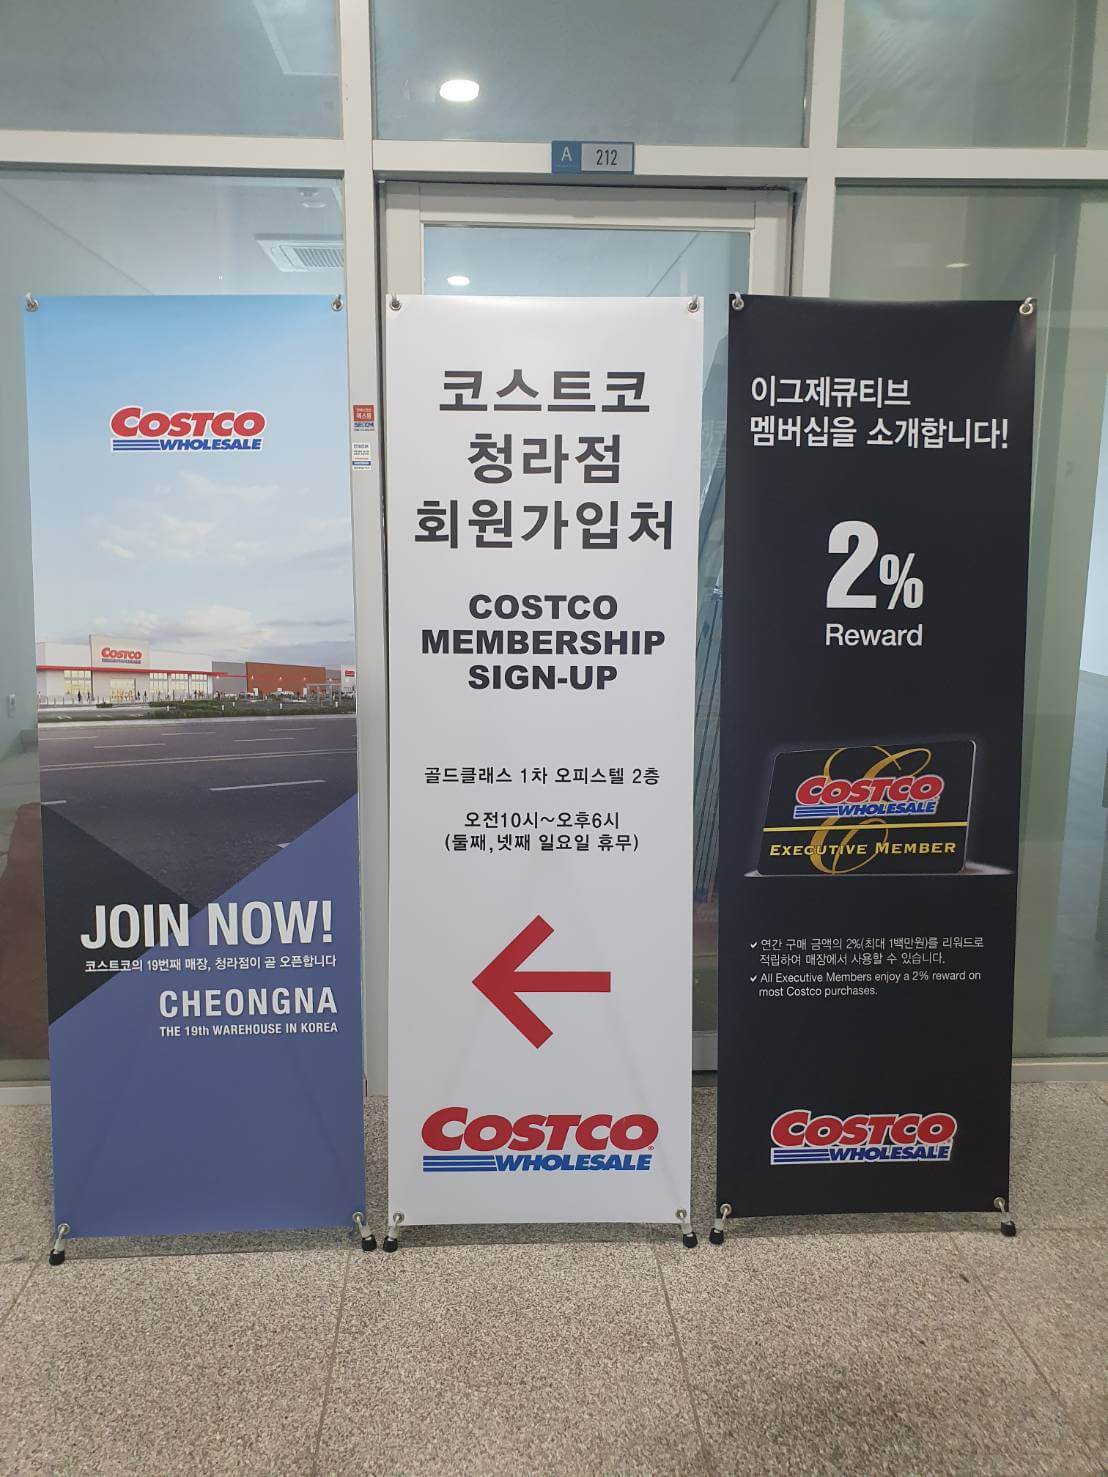 A 212
COSTCO
WHOLESALE
COSTCO
WHOLESALE
JOIN NOW!
코스트코의 19번째 매장, 청라점이 곧 오픈합니다
CHEONGNA
THE 19th WAREHOUSE IN KOREA
코스트코
청라점
회원가입처
COSTCO
MEMBERSHIP
SIGN-UP
골드클래스 1차 오피스텔 2층
오전10시~오후6시
(둘째,넷째 일요일 휴무)
COSTCO
WHOLESALE
이그제큐티브
멤버십을 소개합니다!
2%
Reward
COSTCO
WHOLESALE
EXECUTIVE MEMBER
연간 구매 금액의 2%(최대 1백만원)를 리워드로
적립하여 매장에서 사용할 수 있습니다.
All Executive Members enjoy a 2% reward on
most Costco purchases.
COSTCO
WHOLESALE